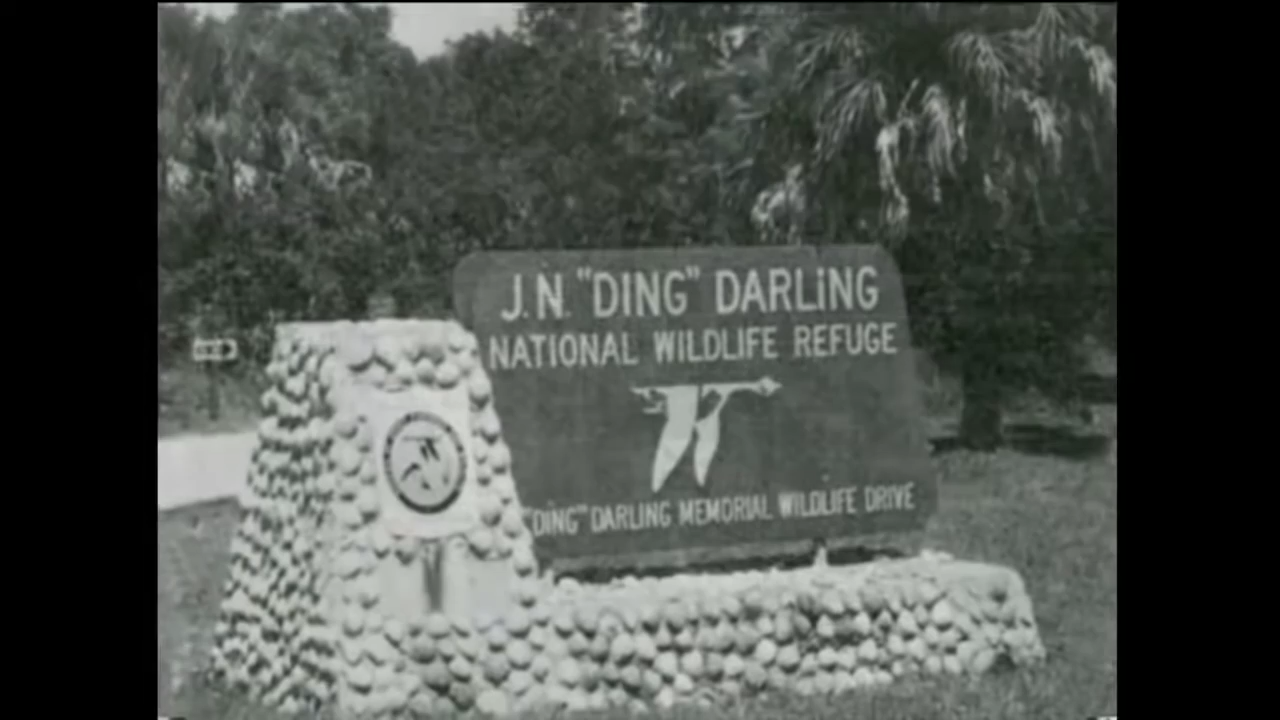 J.N. "DING" DARLiNG
NATIONAL WILDLIFE REFUGE
"DING" DARLING MEMORIAL WILDLIFE DRIVE